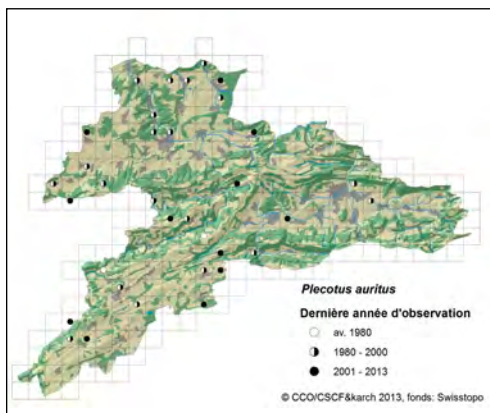 Plecotus auritus
Dernière année d'observation
av. 1980
1980 - 2000
2001 - 2013
© CCO/CSCF&karch 2013, fonds: Swisstopo